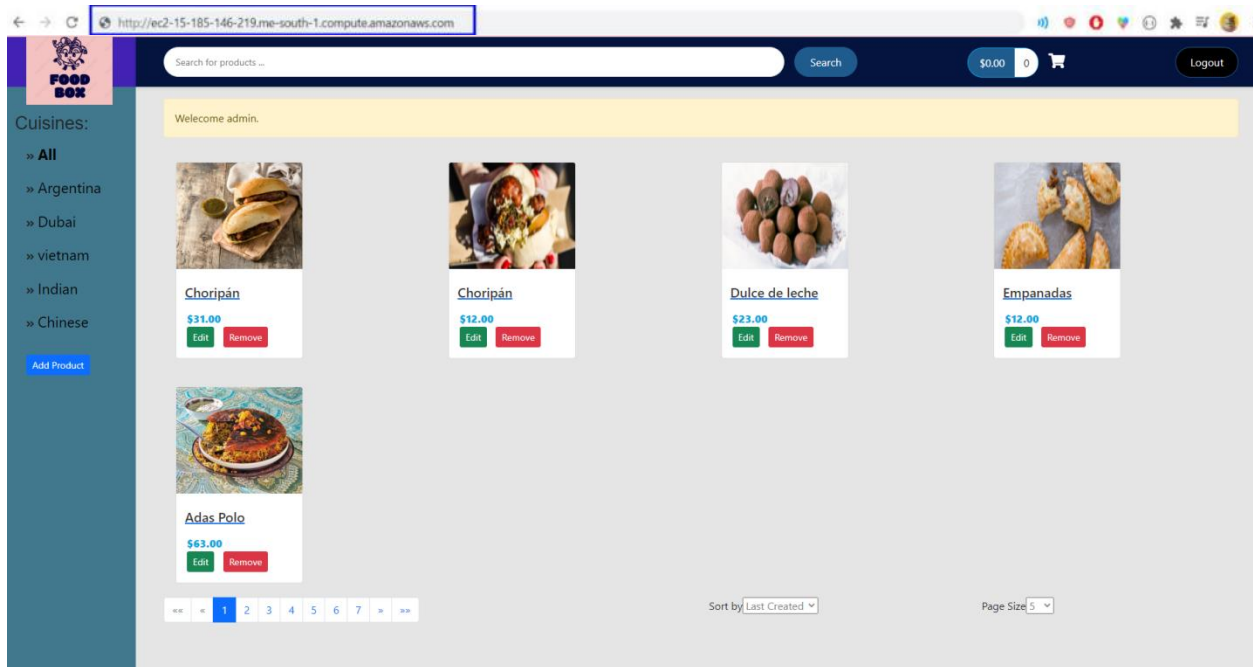 http://ec2-15-185-146-219.me-south-1.compute.amazonaws.com
FOOD
BOX
Search for products ...
Search
$0.00 0
Logout
Cuisines:
» All
» Argentina
» Dubai
» vietnam
» Indian
» Chinese
Add Product
Welecome admin.
Choripán
$31.00
Edit Remove
Choripán
$12.00
Edit Remove
Dulce de leche
$23.00
Edit Remove
Empanadas
$12.00
Edit Remove
Adas Polo
$63.00
Edit Remove
«« « 1 2 3 4 5 6 7 » »»
Sort by Last Created
Page Size 5